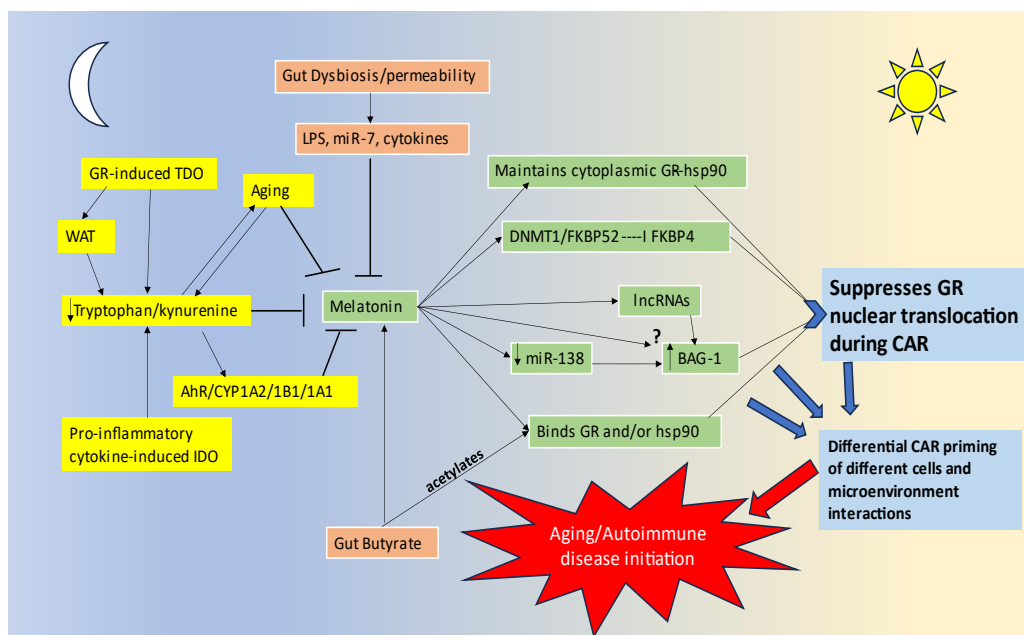 Gut Dysbiosis/permeability
LPS, miR-7, cytokines
GR-induced TDO
Aging
WAT
↓Tryptophan/kynurenine
AhR/CYP1A2/1B1/1A1
Pro-inflammatory
cytokine-induced IDO
Melatonin
Maintains cytoplasmic GR-hsp90
DNMT1/FKBP52 ----I FKBP4
lncRNAs
?
↓ miR-138
↑ BAG-1
Binds GR and/or hsp90
acetylates
Gut Butyrate
Suppresses GR
nuclear translocation
during CAR
Differential CAR priming
of different cells and
microenvironment
interactions
Aging/Autoimmune
disease initiation